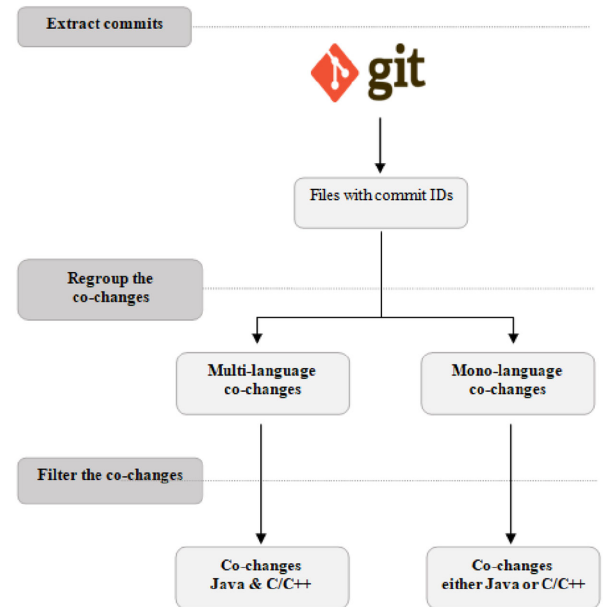 Extract commits
git
Files with commit IDs
Regroup the
co-changes
Multi-language
co-changes
Mono-language
co-changes
Filter the co-changes
Co-changes
Java & C/C++
Co-changes
either Java or C/C++